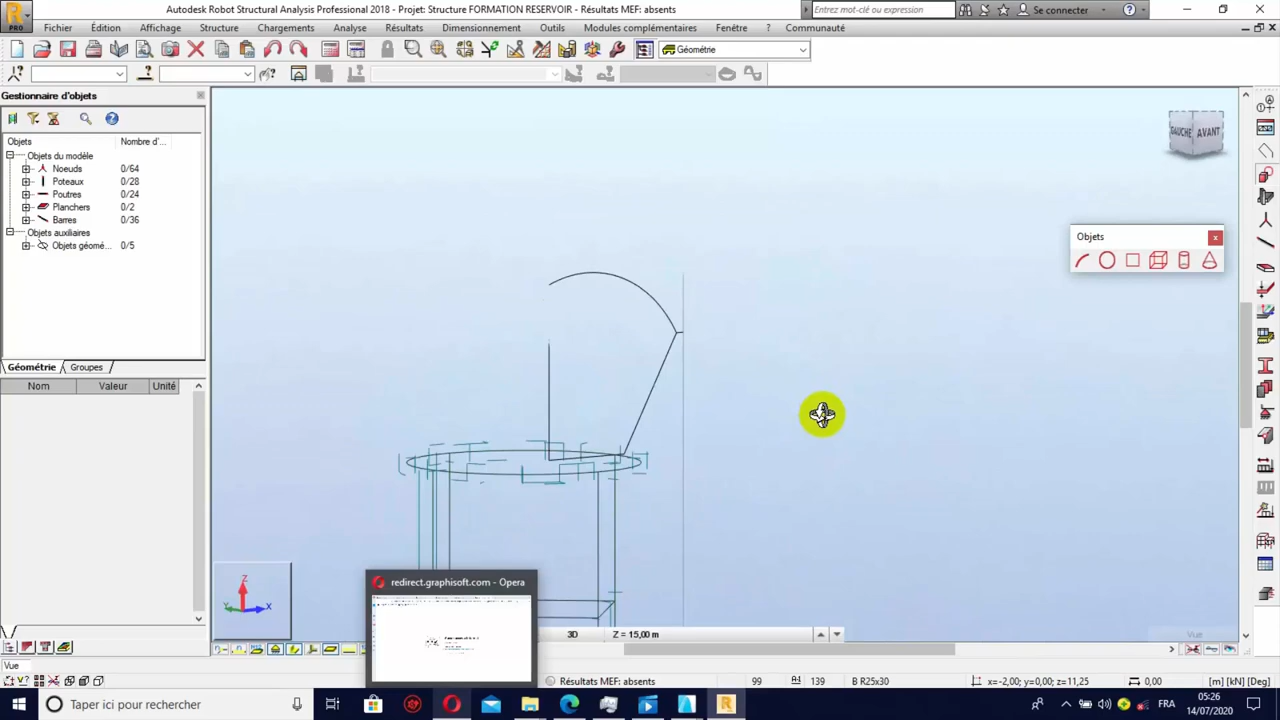 Autodesk Robot Structural Analysis Professional 2018 - Projet: Structure FORMATION RESERVOIR - Résultats MEF: absents
Entrez mot-clé ou expression
Se connecter
PRO
Fichier Édition Affichage Structure Chargements Analyse Résultats Dimensionnement Outils Modules complémentaires Fenêtre ? Communauté
Géométrie
Gestionnaire d'objets
Objets Nombre d'...
Objets du modèle
Noeuds 0/64
Poteaux 0/28
Poutres 0/24
Planchers 0/2
Barres 0/36
Objets auxiliaires
Objets géomé... 0/5
Géométrie Groupes
Nom Valeur Unité
GAUCHE AVANT
Objets
redirect.graphisoft.com - Opera
Z
Y X
3D Z = 15,00 m
Vue
Vue
Résultats MEF: absents 99 139 B R25x30 x=-2,00; y=0,00; z=11,25 0,00 [m] [kN] [Deg]
Taper ici pour rechercher
FRA
05:26
14/07/2020